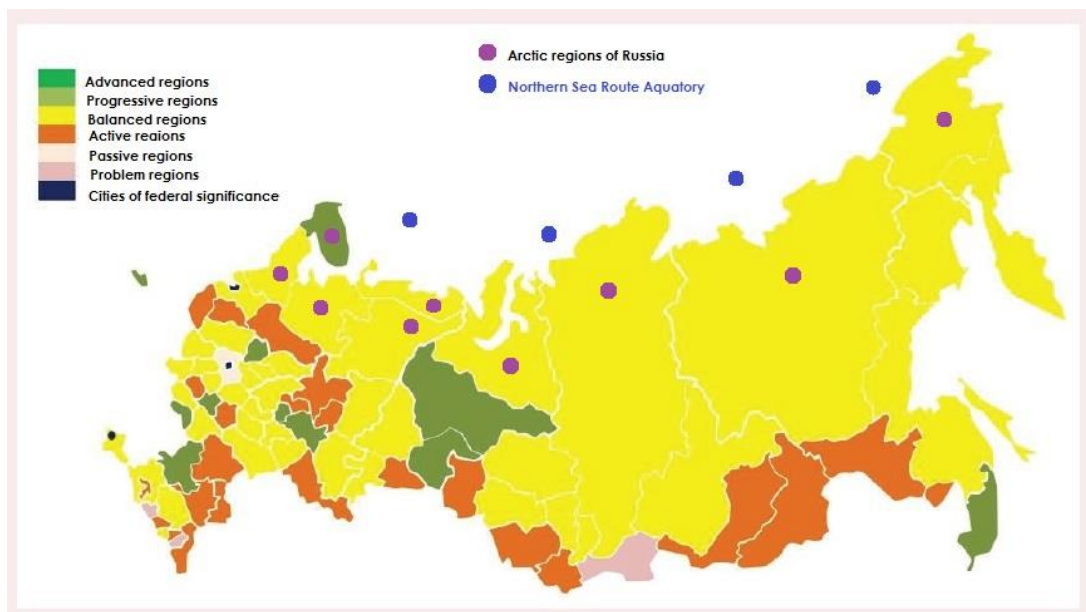 Advanced regions
Progressive regions
Balanced regions
Active reaions
Passive regions
Problem regions
Cities of federal significance
Arctic regions of Russia
Northern Sea Route Aquatory